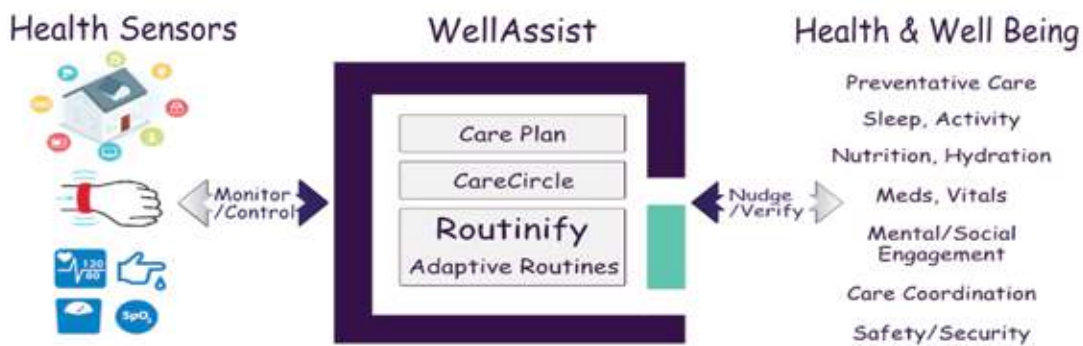 Health Sensors
120
80
SpO₂
Monitor
/Control
WellAssist
Care Plan
CareCircle
Routinify
Adaptive Routines
Nudge
/Verify
Health & Well Being
Preventative Care
Sleep, Activity
Nutrition, Hydration
Meds, Vitals
Mental/Social
Engagement
Care Coordination
Safety/Security